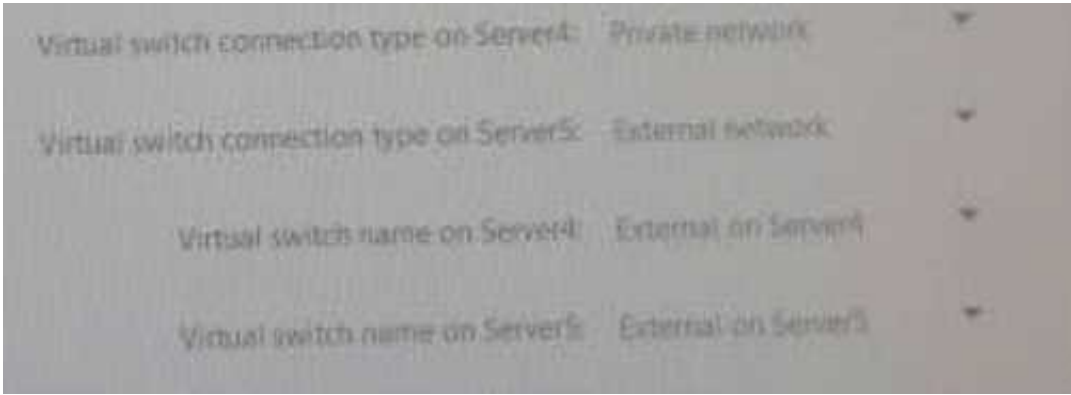 Virtual switch connection type on Server4: Private network
Virtual switch connection type on Server5: External network
Virtual switch name on Server4: External on Server4
Virtual switch name on Server5: External on Server5